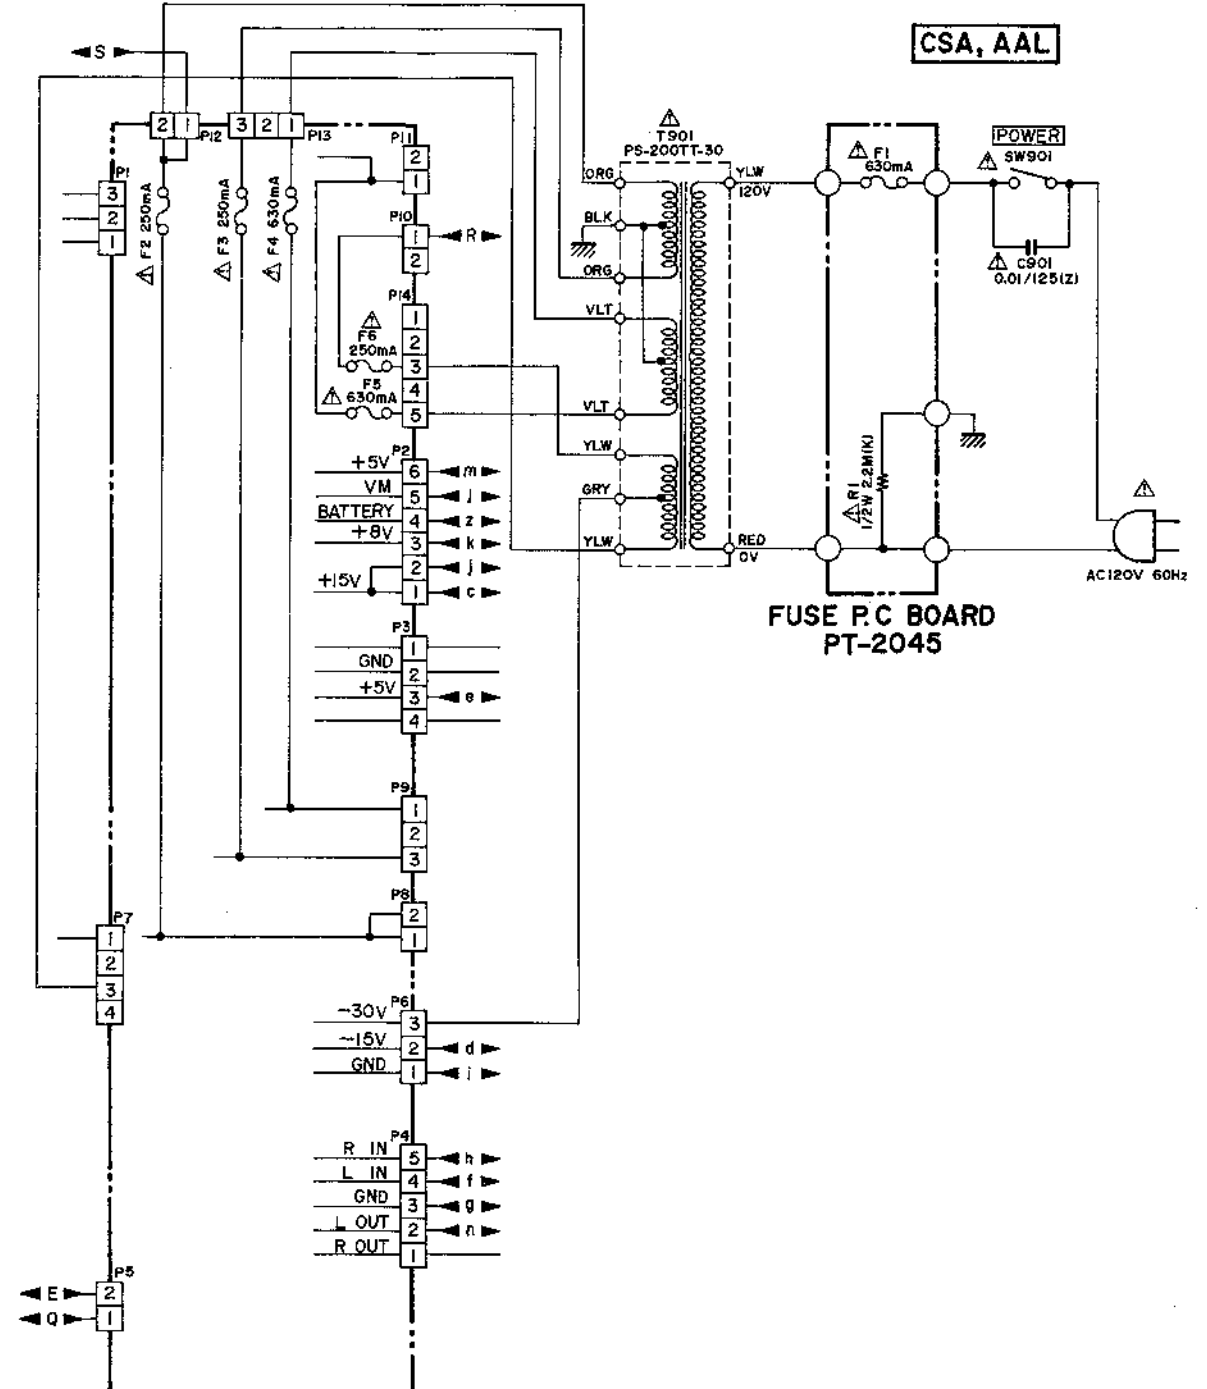 CSA, AAL
S
2 1 P12
3 2 1 P13
P11
2
1
P1
3
2
1
F2 250mA
F3 250mA
F4 630mA
P10
1 R
2
P14
1
2
3
4
5
F6
250mA
F5
630mA
T901
PS-200TT-30
ORG
BLK
ORG
VLT
VLT
YLW
GRY
YLW
YLW
120V
RED
0V
F1
630mA
POWER
SW901
C901
0.01/125(Z)
R1
1/2W 2.2M(K)
AC120V 60Hz
FUSE P.C BOARD
PT-2045
P2
+5V 6 m
VM 5 l
BATTERY 4 z
+8V 3 k
2 j
+15V 1 c
P3
1
GND 2
+5V 3 e
4
P9
1
2
3
P8
2
1
P7
1
2
3
4
P6
-30V 3
-15V 2 d
GND 1 i
P4
R IN 5 h
L IN 4 f
GND 3 g
L OUT 2 n
R OUT 1
P5
E 2
Q 1